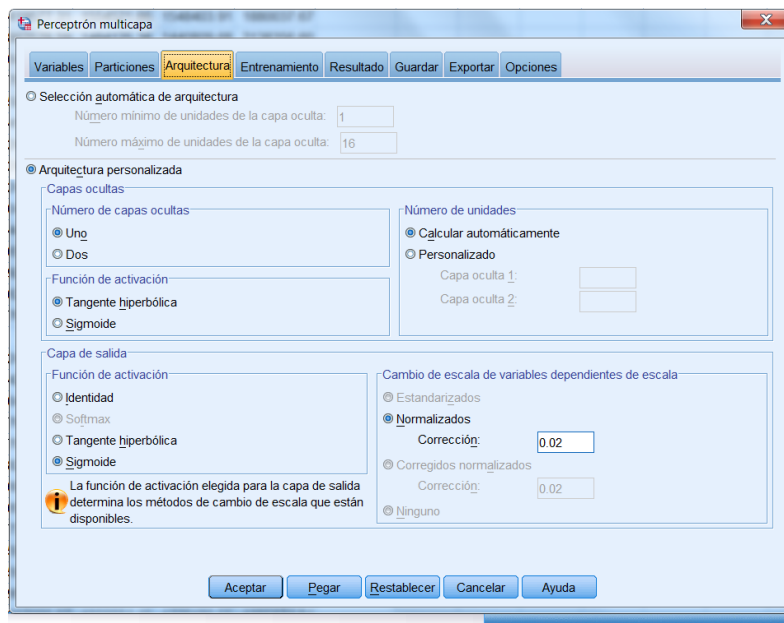 Perceptrón multicapa
Variables Particiones Arquitectura Entrenamiento Resultado Guardar Exportar Opciones
Selección automática de arquitectura
Número mínimo de unidades de la capa oculta: 1
Número máximo de unidades de la capa oculta: 16
Arquitectura personalizada
Capas ocultas
Número de capas ocultas
Uno
Dos
Función de activación
Tangente hiperbólica
Sigmoide
Número de unidades
Calcular automáticamente
Personalizado
Capa oculta 1:
Capa oculta 2:
Capa de salida
Función de activación
Identidad
Softmax
Tangente hiperbólica
Sigmoide
La función de activación elegida para la capa de salida
determina los métodos de cambio de escala que están
disponibles.
Cambio de escala de variables dependientes de escala
Estandarizados
Normalizados
Corrección: 0.02
Corregidos normalizados
Corrección: 0.02
Ninguno
Aceptar Pegar Restablecer Cancelar Ayuda